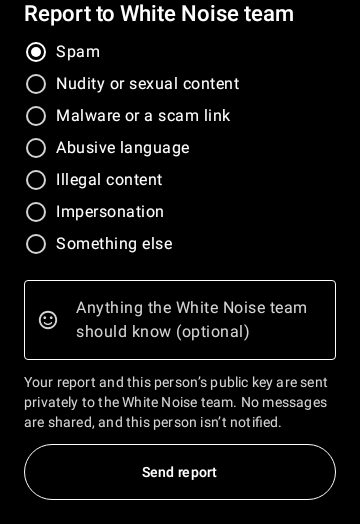 Report to White Noise team
Spam
Nudity or sexual content
Malware or a scam link
Abusive language
Illegal content
Impersonation
Something else
Anything the White Noise team
should know (optional)
Your report and this person’s public key are sent
privately to the White Noise team. No messages
are shared, and this person isn’t notified.
Send report